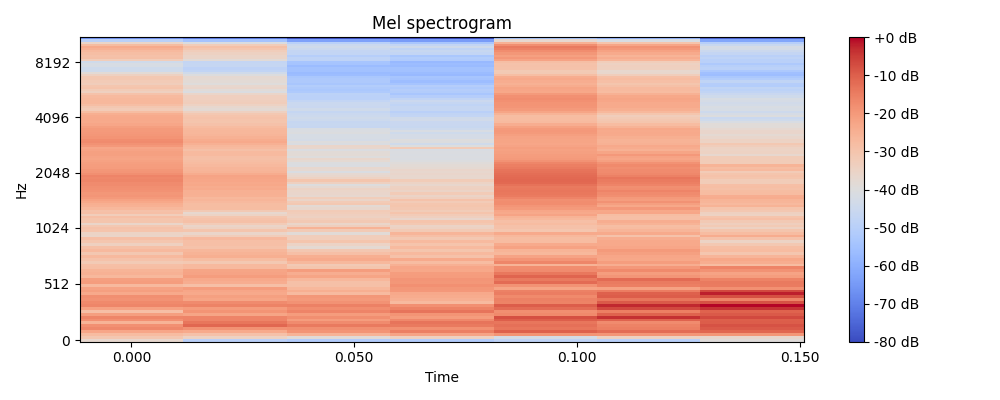 Mel spectrogram
+0 dB
8192
-10 dB
4096
-20 dB
-30 dB
2048
Hz
-40 dB
1024
-50 dB
512
-60 dB
-70 dB
0
-80 dB
0.000
0.050
0.100
0.150
Time